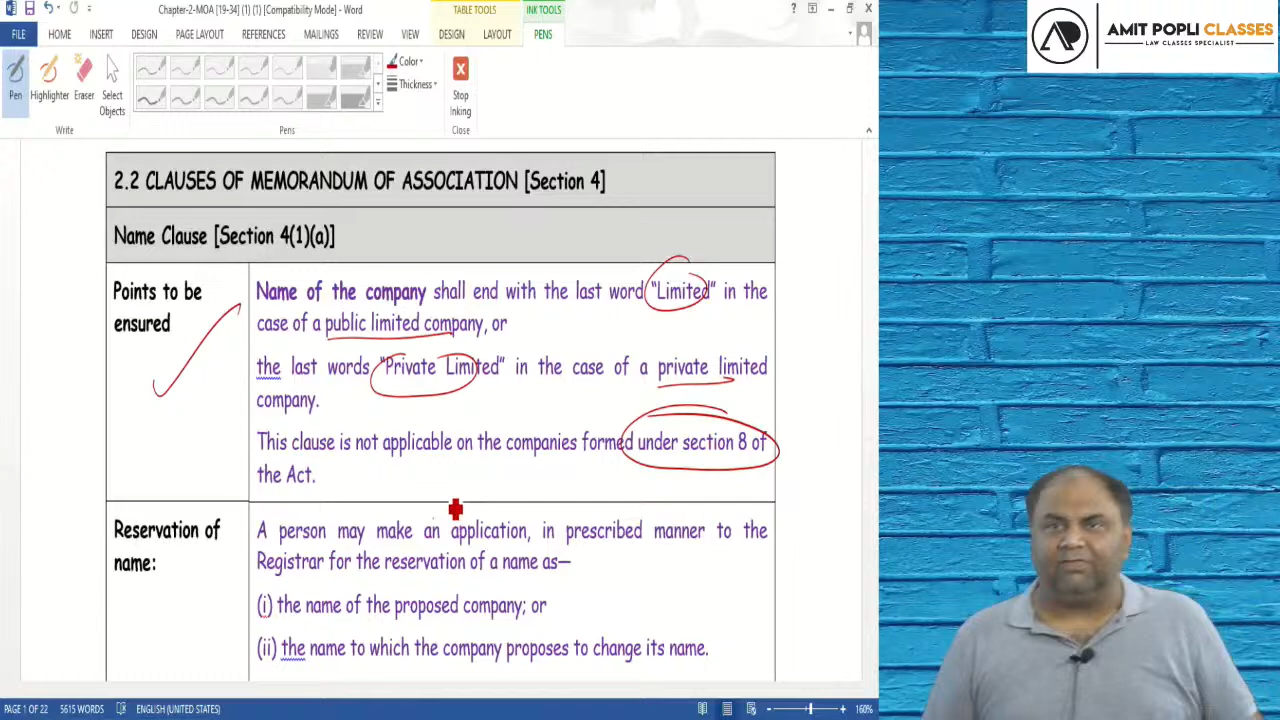 Chapter-2-MOA [19-34] (1) (1) [Compatibility Mode] - Word
TABLE TOOLS
INK TOOLS
FILE HOME INSERT DESIGN PAGE LAYOUT REFERENCES MAILINGS REVIEW VIEW DESIGN LAYOUT PENS
Pen
Highlighter
Eraser
Select
Objects
Color
Thickness
Stop
Inking
Write
Pens
Close
AMIT POPLI CLASSES
LAW CLASSES SPECIALIST
2.2 CLAUSES OF MEMORANDUM OF ASSOCIATION [Section 4]
Name Clause [Section 4(1)(a)]
Points to be
ensured
Name of the company shall end with the last word “Limited” in the
case of a public limited company, or
the last words “Private Limited” in the case of a private limited
company.
This clause is not applicable on the companies formed under section 8 of
the Act.
Reservation of
name:
A person may make an application, in prescribed manner to the
Registrar for the reservation of a name as—
(i) the name of the proposed company; or
(ii) the name to which the company proposes to change its name.
PAGE 1 OF 22 5615 WORDS ENGLISH (UNITED STATES) 160%